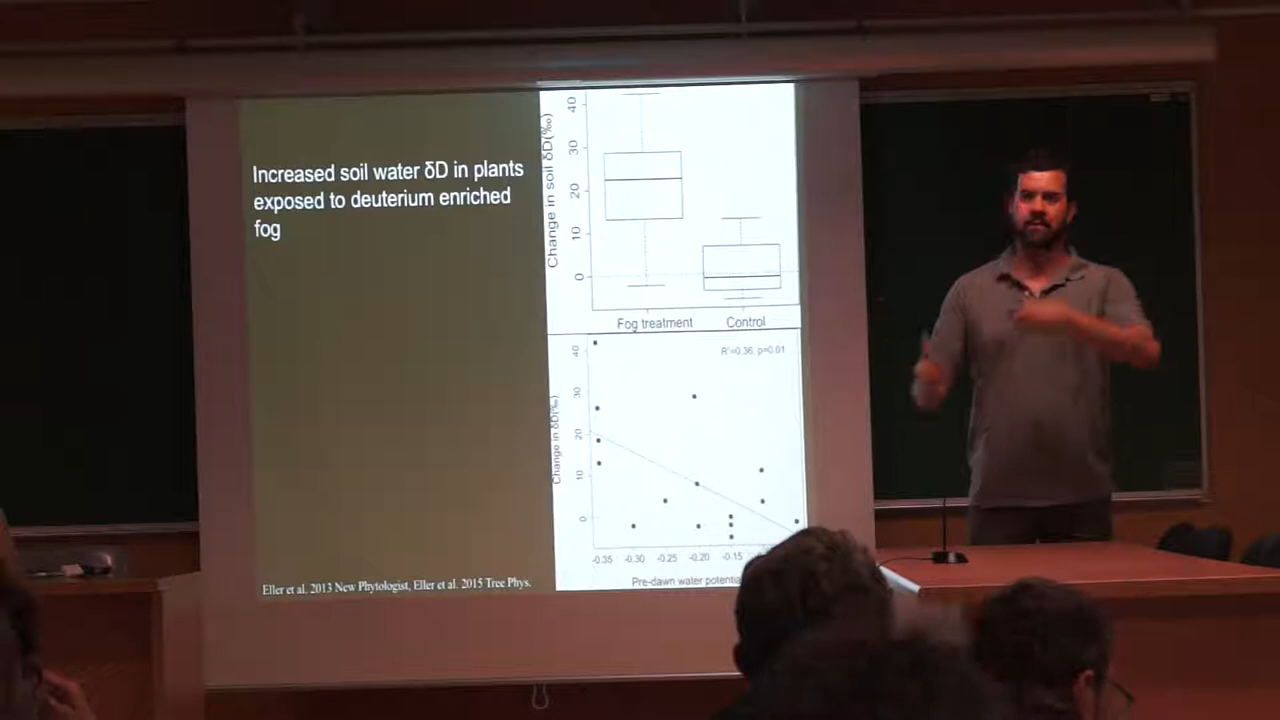 Increased soil water δD in plants
exposed to deuterium enriched
fog
Change in soil δD(‰)
40
30
20
10
0
Fog treatment
Control
R²=0.36, p=0.01
Change in δD(‰)
40
30
20
10
0
-0.35 -0.30 -0.25 -0.20 -0.15
Pre-dawn water
Eller et al. 2013 New Phytologist, Eller et al. 2015 Tree Phys.